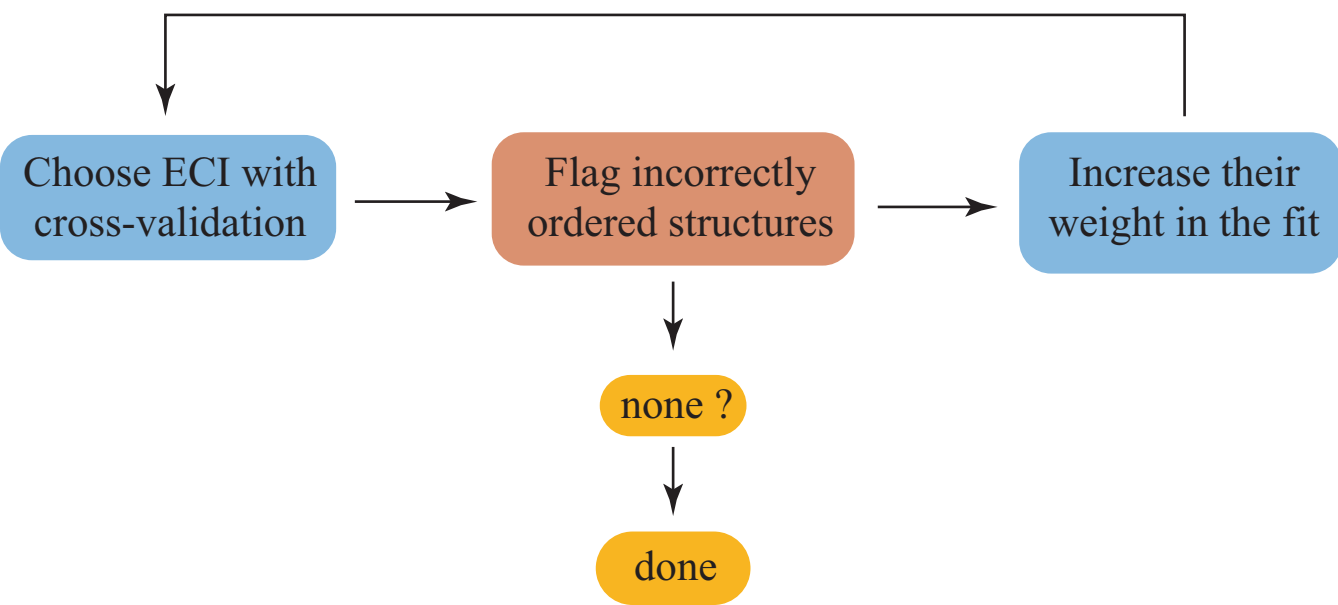 Choose ECI with
cross-validation
Flag incorrectly
ordered structures
Increase their
weight in the fit
none ?
done